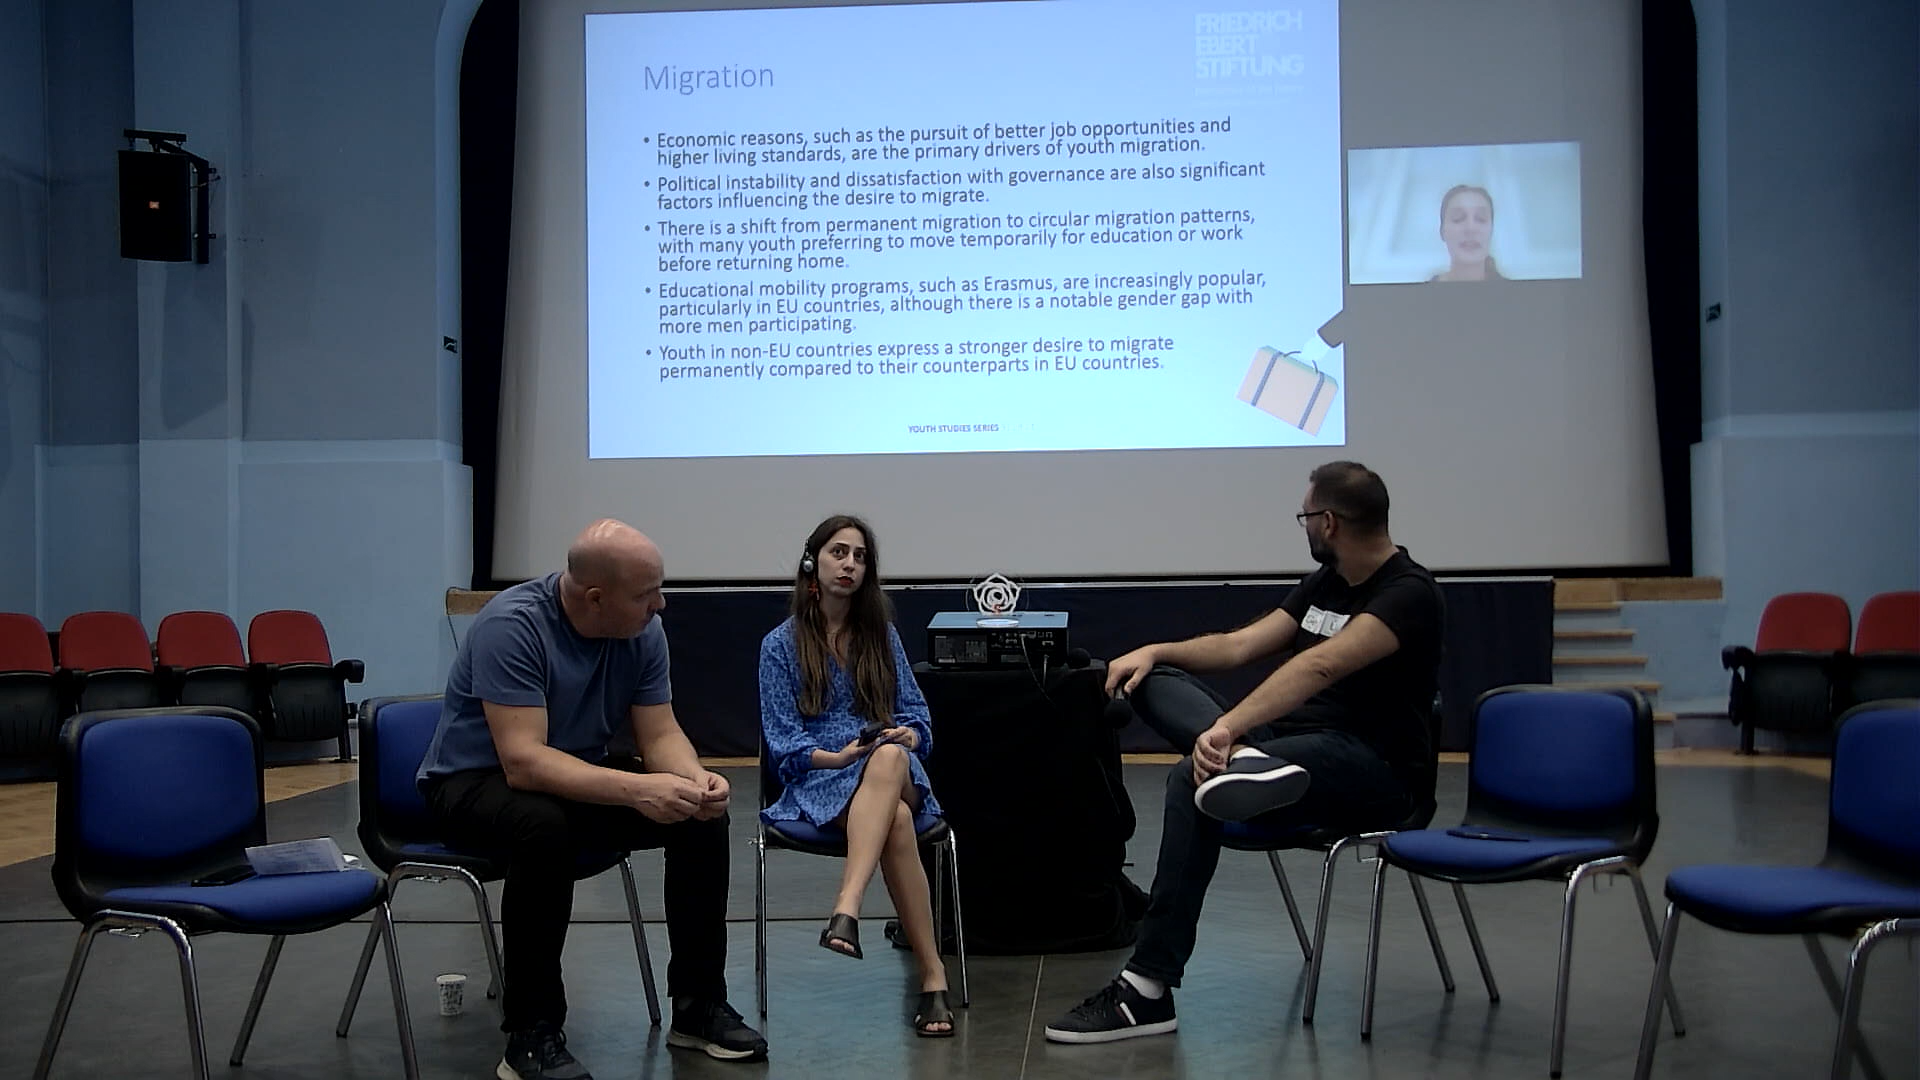 FRIEDRICH
EBERT
STIFTUNG
Migration
• Economic reasons, such as the pursuit of better job opportunities and
higher living standards, are the primary drivers of youth migration.
• Political instability and dissatisfaction with governance are also significant
factors influencing the desire to migrate.
• There is a shift from permanent migration to circular migration patterns,
with many youth preferring to move temporarily for education or work
before returning home.
• Educational mobility programs, such as Erasmus, are increasingly popular,
particularly in EU countries, although there is a notable gender gap with
more men participating.
• Youth in non-EU countries express a stronger desire to migrate
permanently compared to their counterparts in EU countries.
YOUTH STUDIES SERIES